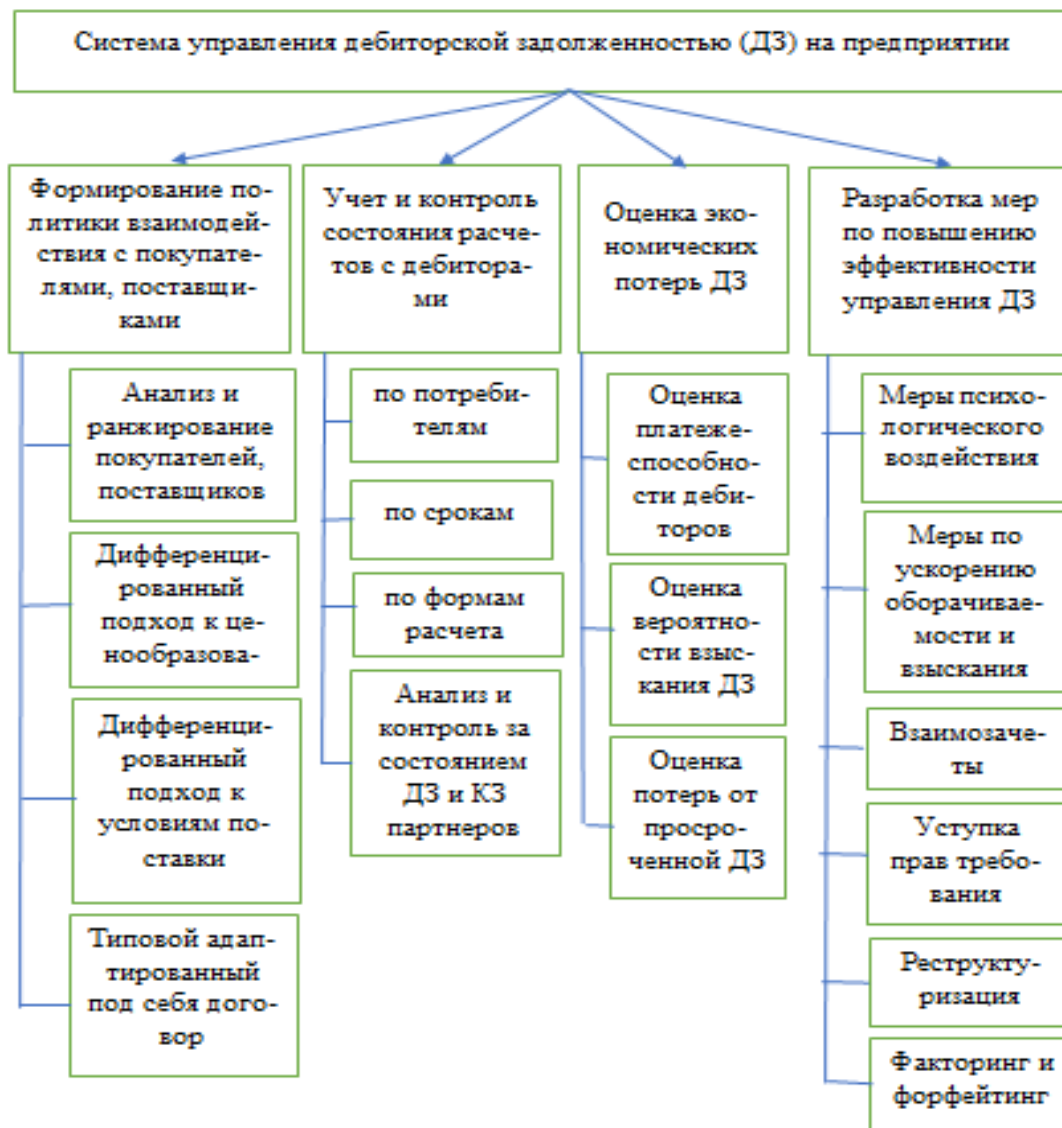 Система управления дебиторской задолженностью (ДЗ) на предприятии
Формирование по-
литики взаимодей-
ствия с покупате-
лями, поставщи-
ками
Анализ и
ранжирование
покупателей,
поставщиков
Дифференци-
рованный
подход к це-
нообразова-
Дифференци-
рованный
подход к
условиям по-
ставки
Типовой адап-
тированный
под себя дого-
вор
Учет и контроль
состояния расче-
тов с дебитора-
ми
по потреби-
телям
по срокам
по формам
расчета
Анализ и
контроль за
состоянием
ДЗ и КЗ
партнеров
Оценка эко-
номических
потерь ДЗ
Оценка
платеже-
способно-
сти деби-
торов
Оценка
вероятно-
сти взыс-
кания ДЗ
Оценка
потерь от
просро-
ченной ДЗ
Разработка мер
по повышению
эффективности
управления ДЗ
Меры психо-
логического
воздействия
Меры по
ускорению
оборачивае-
мости и
взыскания
Взаимозаче-
ты
Уступка
прав требо-
вания
Реструкту-
ризация
Факторинг и
форфейтинг